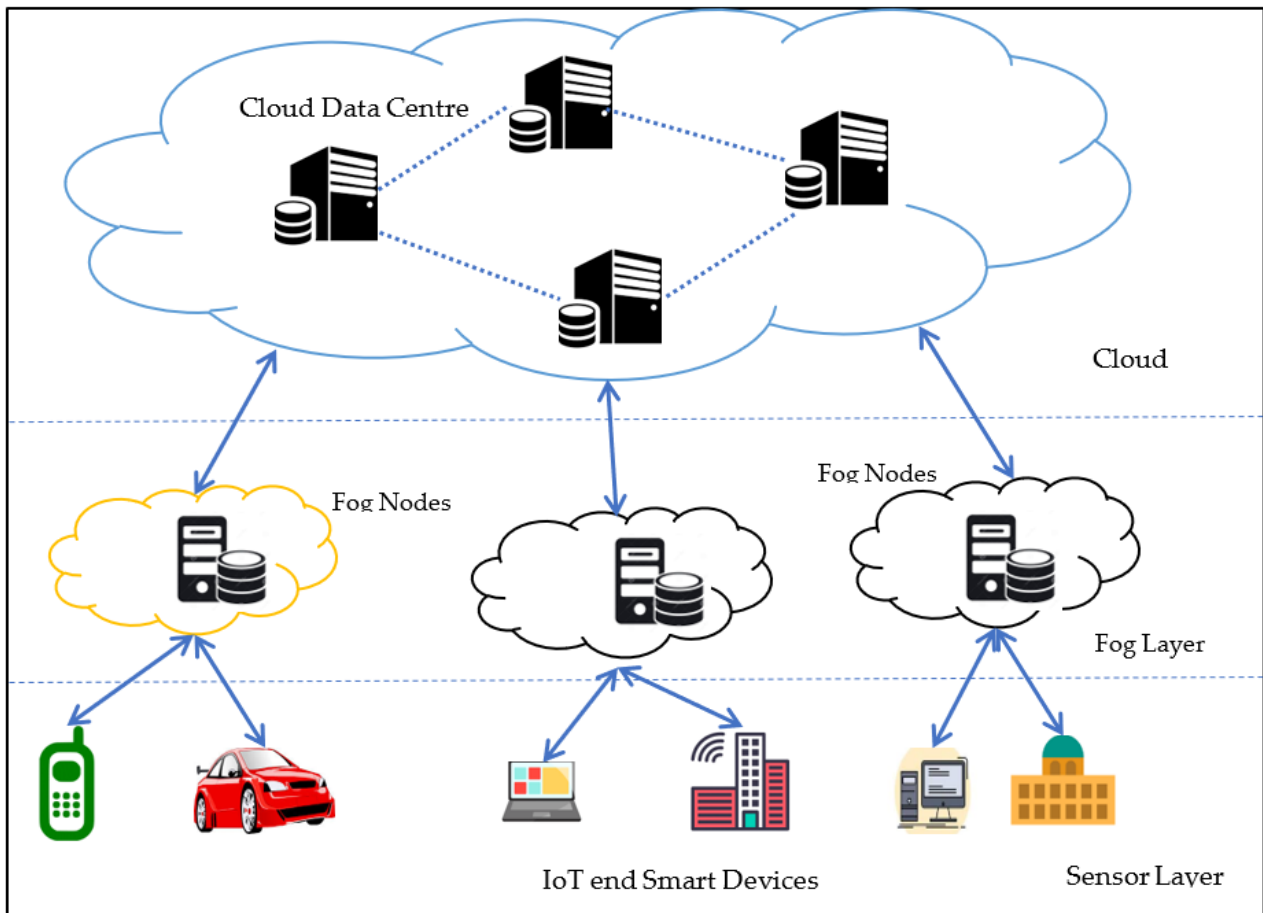 Cloud Data Centre
Cloud
Fog Nodes
Fog Nodes
Fog Layer
IoT end Smart Devices
Sensor Layer